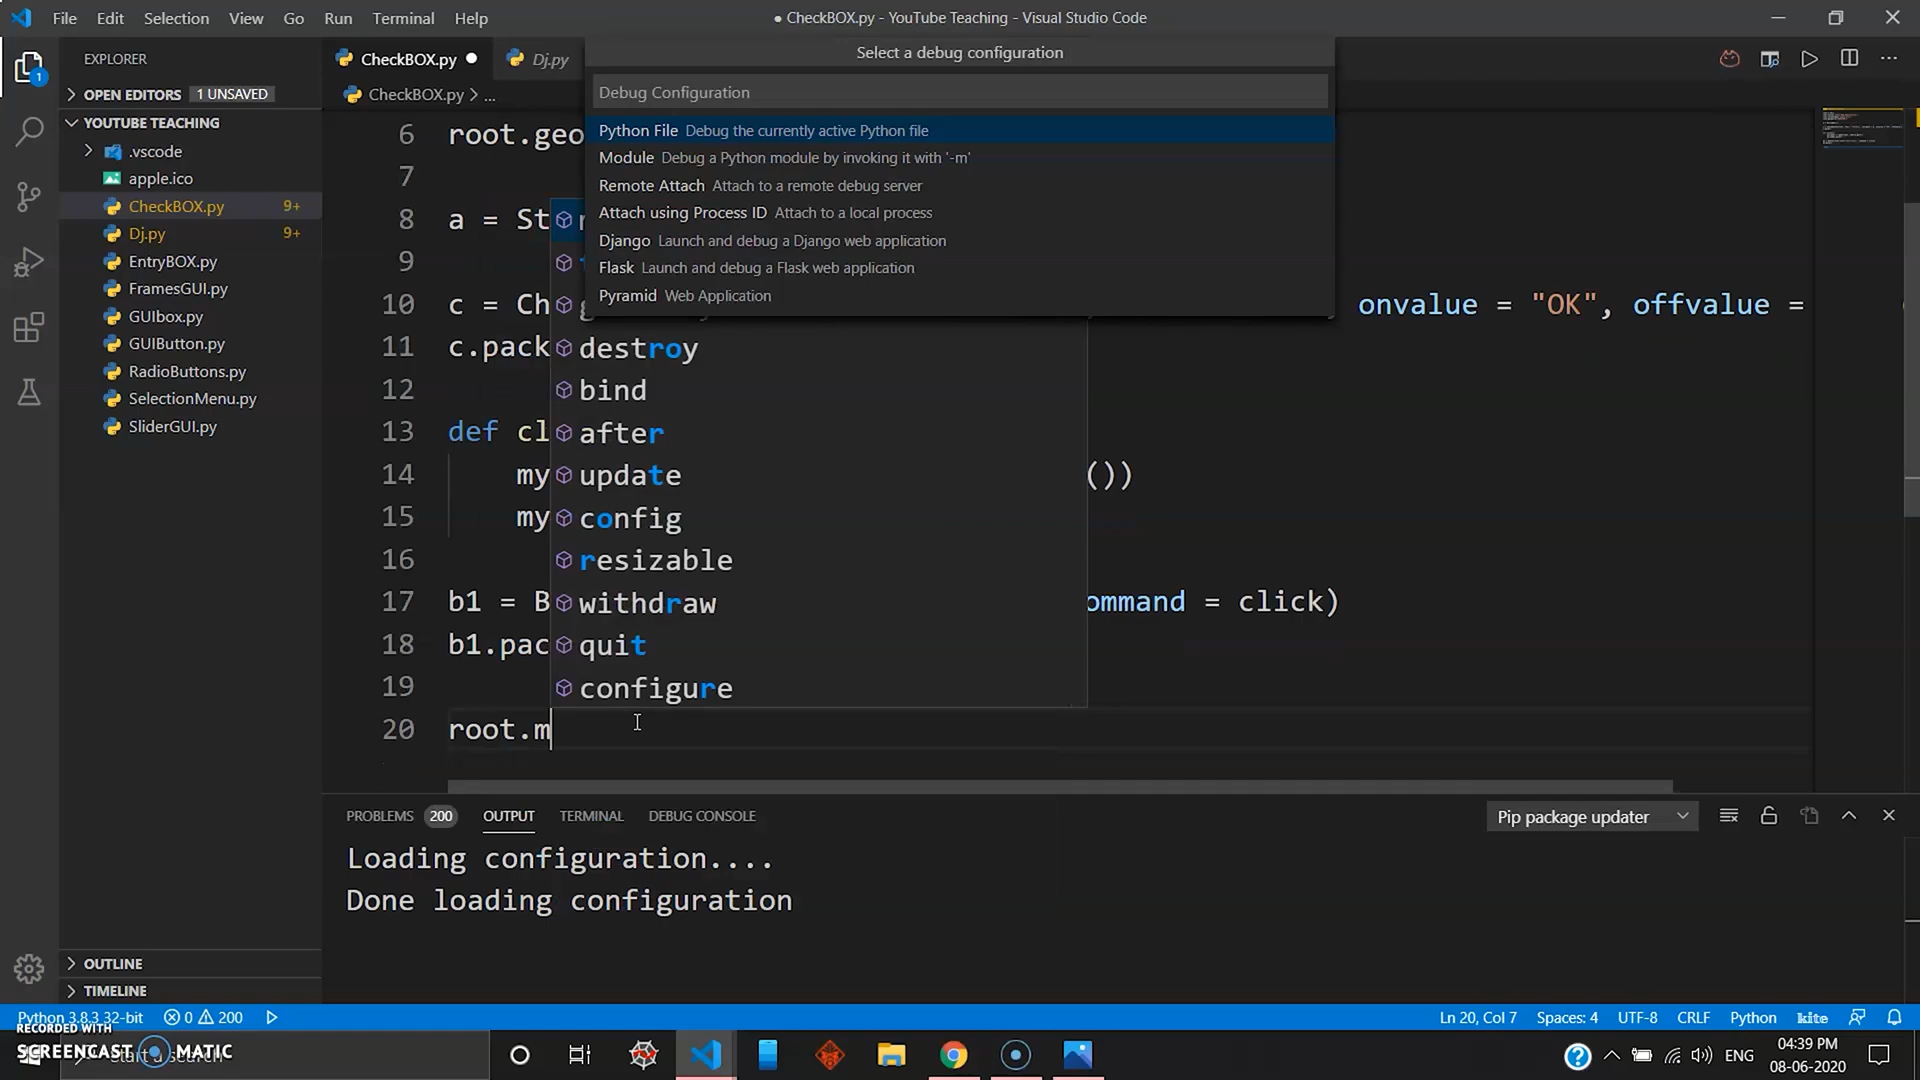 File Edit Selection View Go Run Terminal Help
● CheckBOX.py - YouTube Teaching - Visual Studio Code
EXPLORER
OPEN EDITORS 1 UNSAVED
YOUTUBE TEACHING
.vscode
apple.ico
CheckBOX.py 9+
Dj.py 9+
EntryBOX.py
FramesGUI.py
GUIbox.py
GUIButton.py
RadioButtons.py
SelectionMenu.py
SliderGUI.py
OUTLINE
TIMELINE
1
CheckBOX.py ● Dj.py
CheckBOX.py > ...
Select a debug configuration
Debug Configuration
Python File Debug the currently active Python file
Module Debug a Python module by invoking it with '-m'
Remote Attach Attach to a remote debug server
Attach using Process ID Attach to a local process
Django Launch and debug a Django web application
Flask Launch and debug a Flask web application
Pyramid Web Application
6 root.geo
7
8 a = St
9
10 c = Ch onvalue = "OK", offvalue =
11 c.pack
12
13 def cl
14 my ())
15 my
16
17 b1 = B ommand = click)
18 b1.pac
19
20 root.m
destroy
bind
after
update
config
resizable
withdraw
quit
configure
PROBLEMS 200 OUTPUT TERMINAL DEBUG CONSOLE
Pip package updater
Loading configuration....
Done loading configuration
Python 3.8.3 32-bit 0 200
Ln 20, Col 7 Spaces: 4 UTF-8 CRLF Python kite
RECORDED WITH
SCREENCAST MATIC
ENG
04:39 PM
08-06-2020